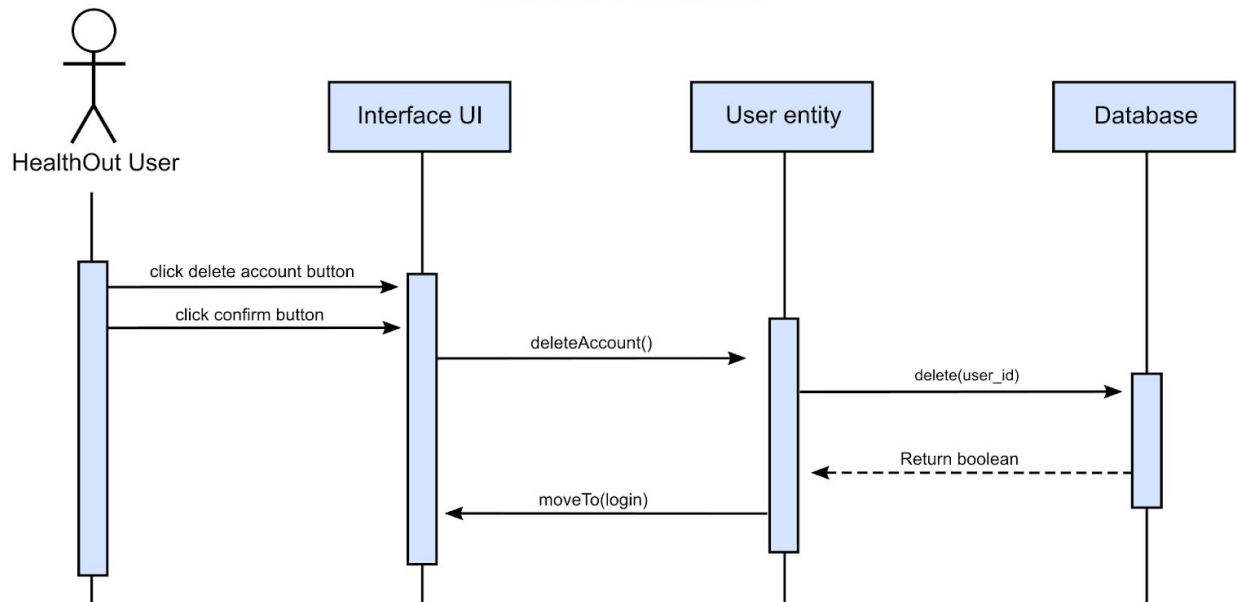 HealthOut User
Interface UI
User entity
Database
click delete account button
click confirm button
deleteAccount()
delete(user_id)
Return boolean
moveTo(login)